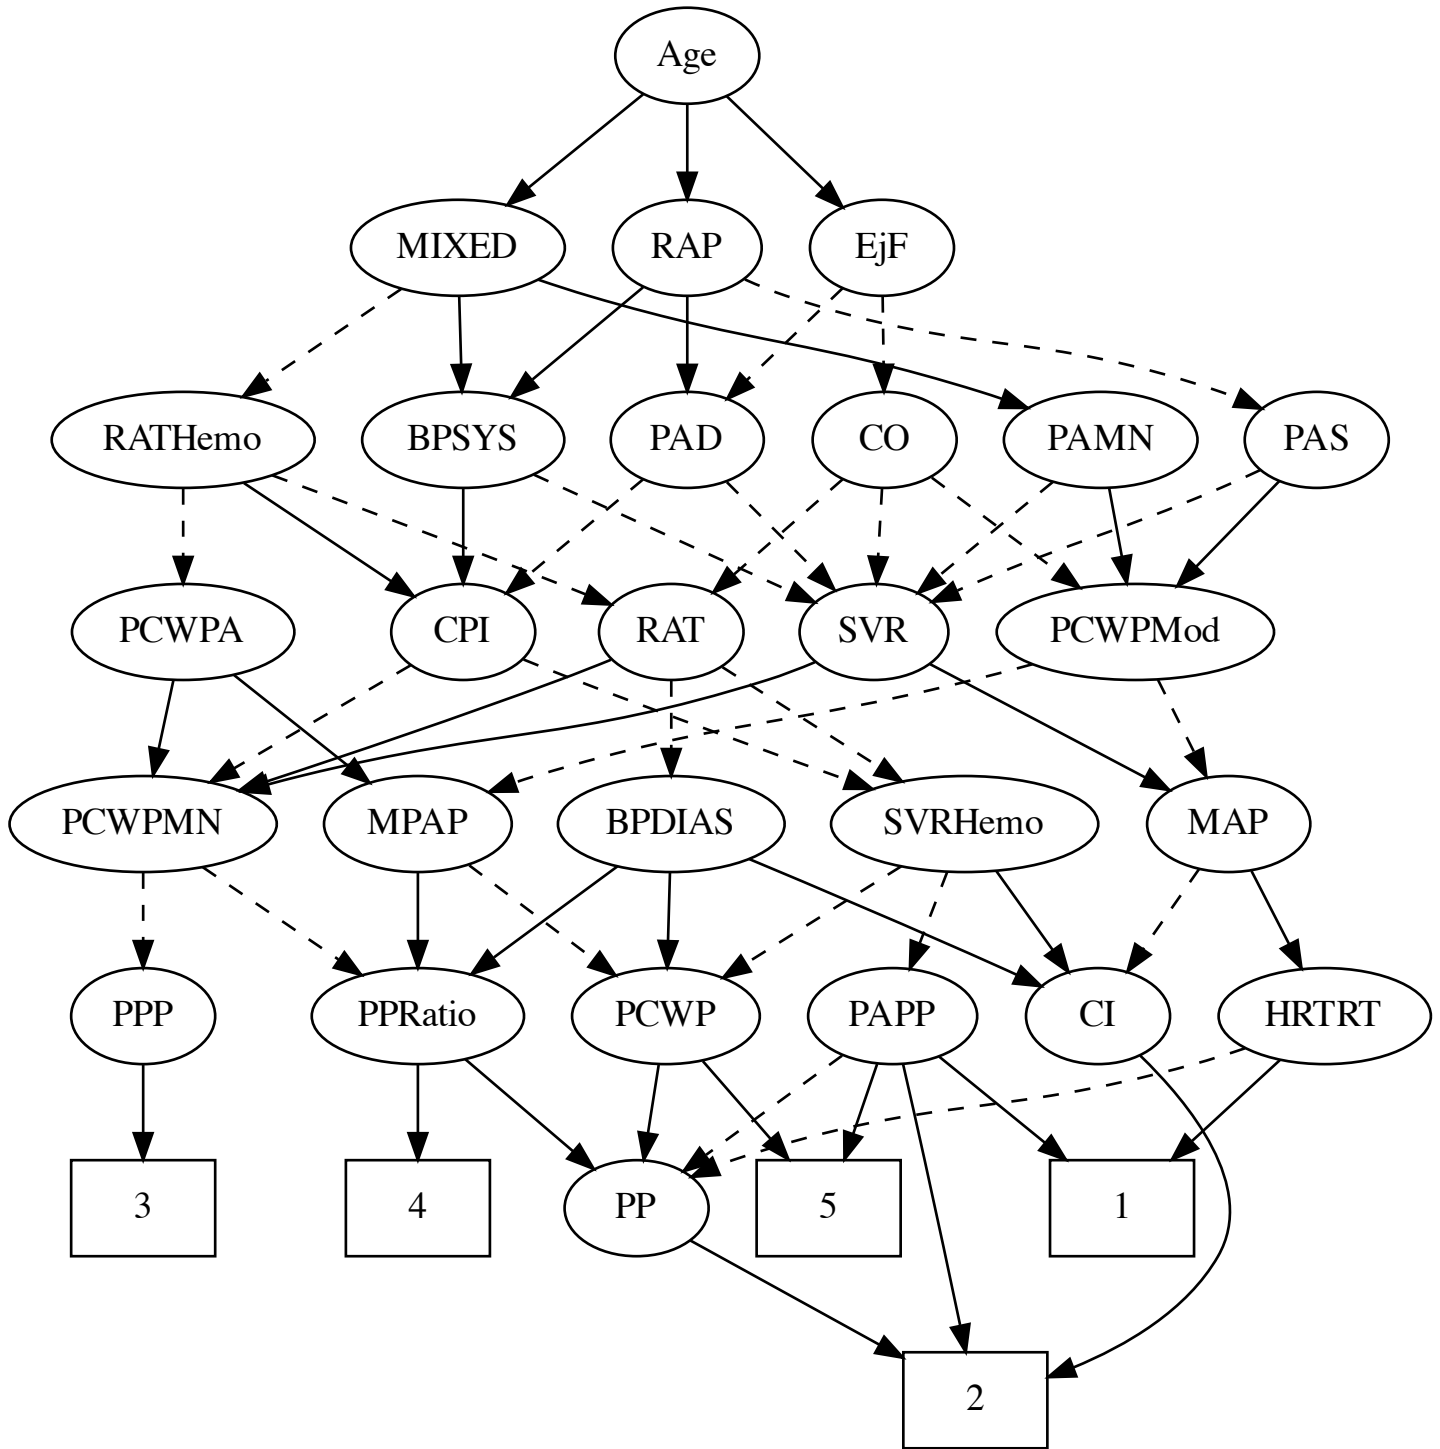 Age
MIXED
RAP
EjF
RATHemo
BPSYS
PAD
CO
PAMN
PAS
PCWPA
CPI
RAT
SVR
PCWPMod
PCWPMN
MPAP
BPDIAS
SVRHemo
MAP
PPP
PPRatio
PCWP
PAPP
CI
HRTRT
3
4
PP
5
1
2